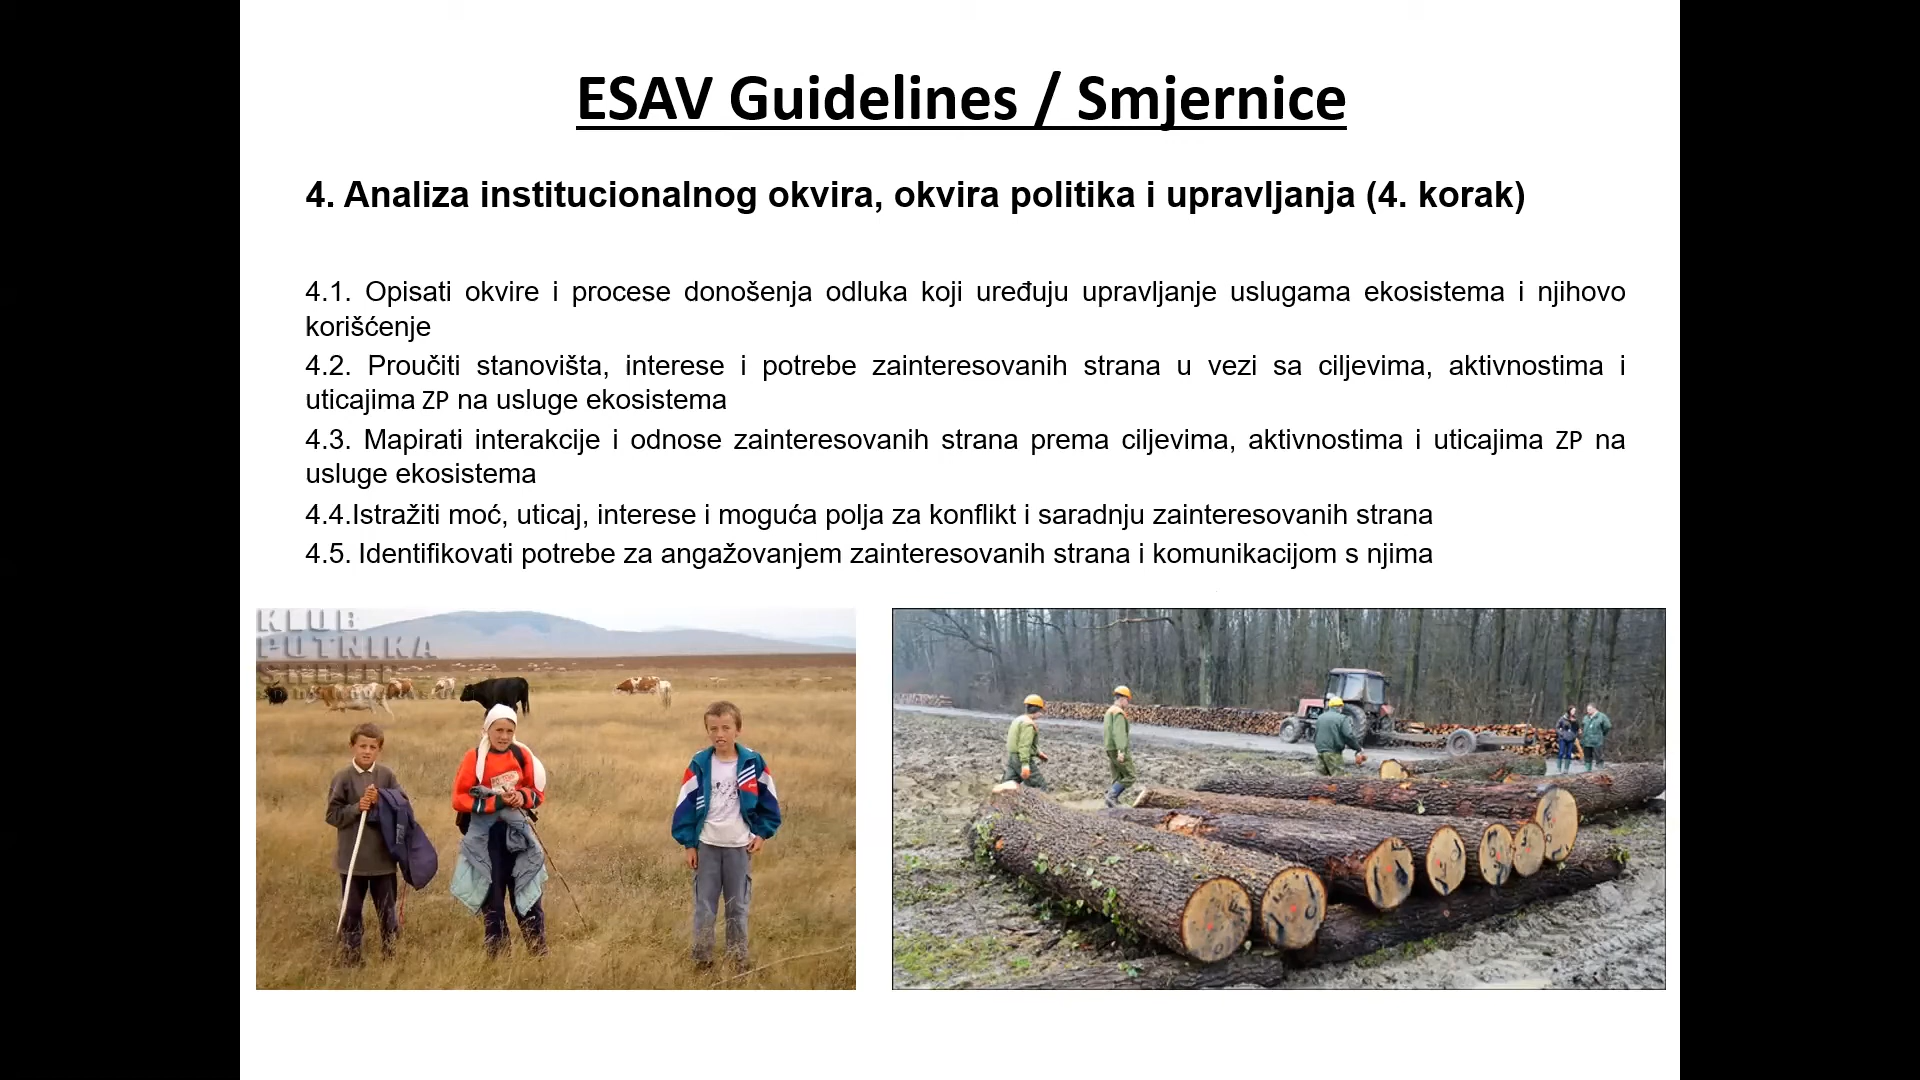 ESAV Guidelines / Smjernice
4. Analiza institucionalnog okvira, okvira politika i upravljanja (4. korak)
4.1. Opisati okvire i procese donošenja odluka koji uređuju upravljanje uslugama ekosistema i njihovo
korišćenje
4.2. Proučiti stanovišta, interese i potrebe zainteresovanih strana u vezi sa ciljevima, aktivnostima i
uticajima ZP na usluge ekosistema
4.3. Mapirati interakcije i odnose zainteresovanih strana prema ciljevima, aktivnostima i uticajima ZP na
usluge ekosistema
4.4.Istražiti moć, uticaj, interese i moguća polja za konflikt i saradnju zainteresovanih strana
4.5. Identifikovati potrebe za angažovanjem zainteresovanih strana i komunikacijom s njima
KLUB
PUTNIKA